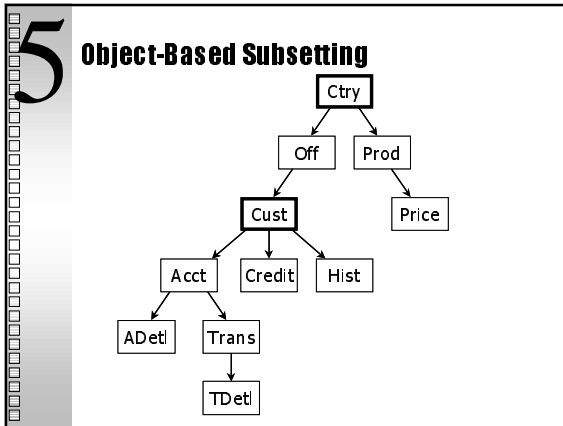 5
Object-Based Subsetting
Ctry
Off
Prod
Cust
Price
Acct
Credit
Hist
ADetl
Trans
TDetl